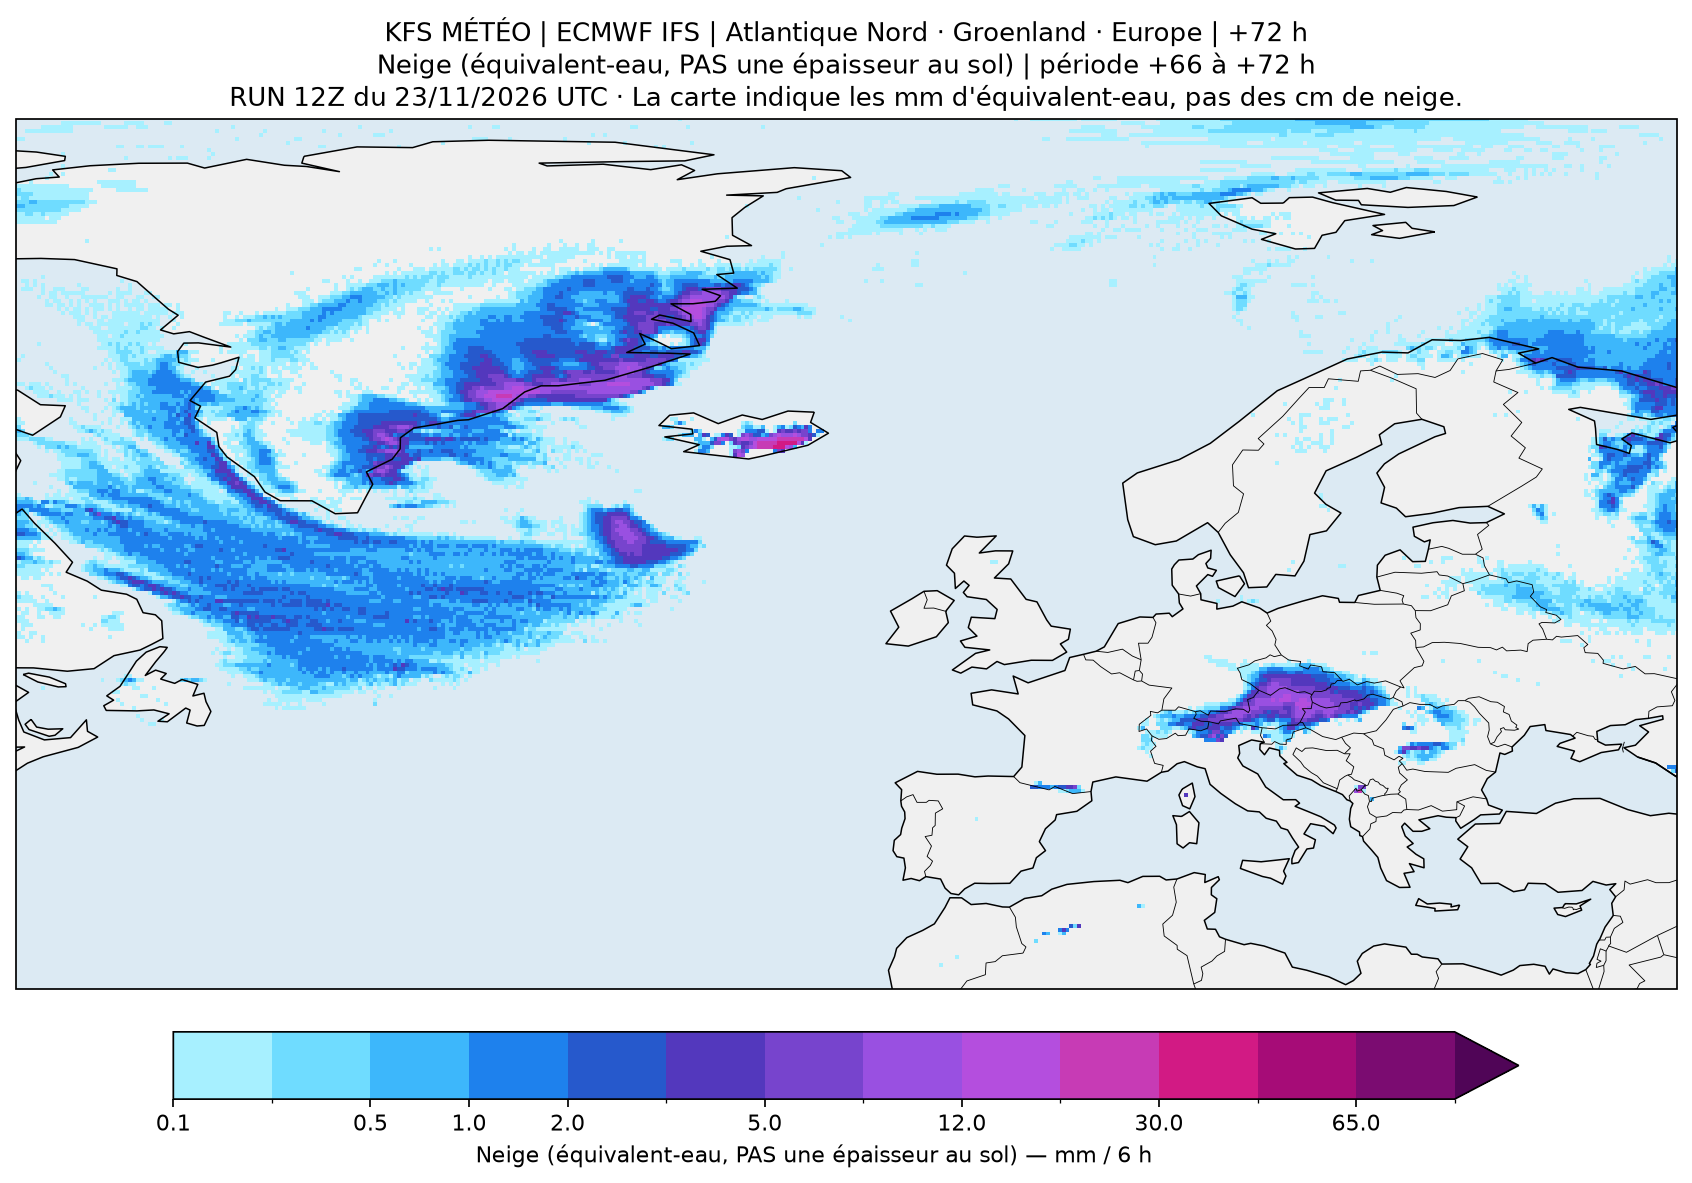 KFS MÉTÉO | ECMWF IFS | Atlantique Nord · Groenland · Europe | +72 h
Neige (équivalent-eau, PAS une épaisseur au sol) | période +66 à +72 h
RUN 12Z du 23/11/2026 UTC · La carte indique les mm d'équivalent-eau, pas des cm de neige.
0.1 0.5 1.0 2.0 5.0 12.0 30.0 65.0
Neige (équivalent-eau, PAS une épaisseur au sol) — mm / 6 h